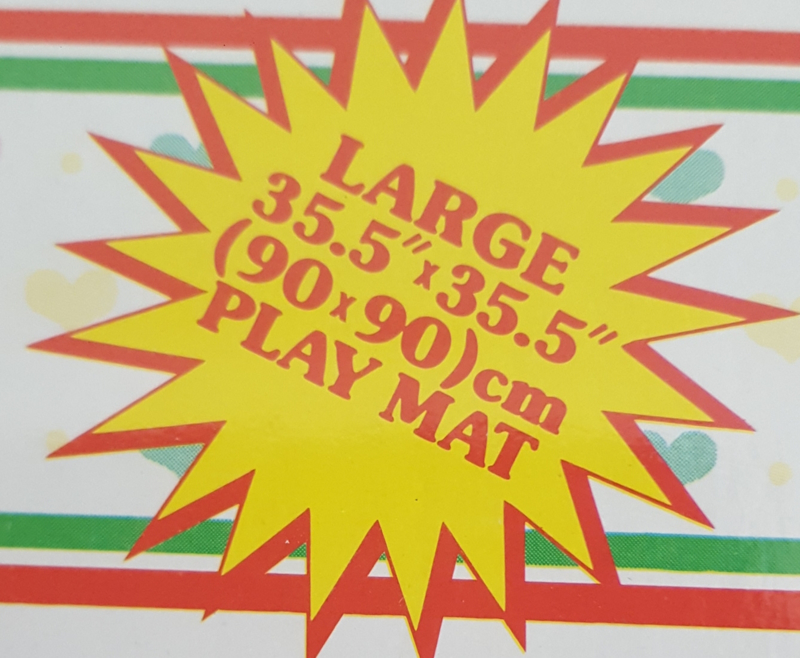 LARGE
35.5"x35.5"
(90x90)cm
PLAY MAT